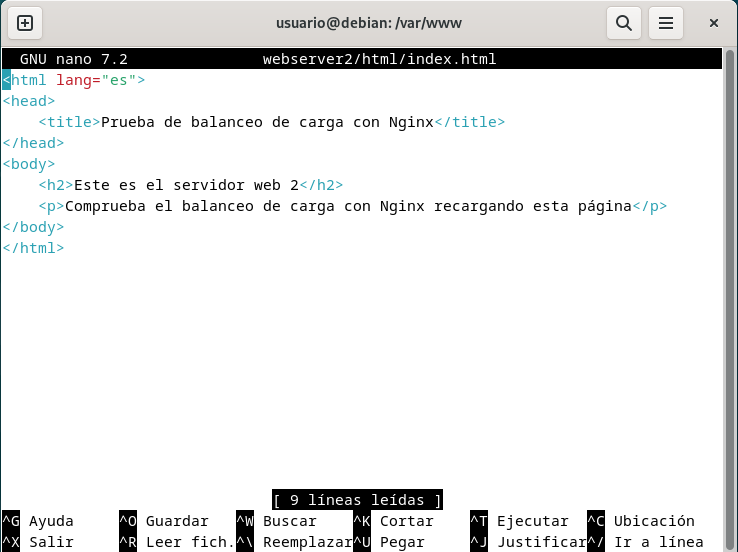 usuario@debian: /var/www
GNU nano 7.2 webserver2/html/index.html
<html lang="es">
<head>
    <title>Prueba de balanceo de carga con Nginx</title>
</head>
<body>
    <h2>Este es el servidor web 2</h2>
    <p>Comprueba el balanceo de carga con Nginx recargando esta página</p>
</body>
</html>
[ 9 líneas leídas ]
^G Ayuda ^O Guardar ^W Buscar ^K Cortar ^T Ejecutar ^C Ubicación
^X Salir ^R Leer fich. ^\ Reemplazar ^U Pegar ^J Justificar ^/ Ir a línea